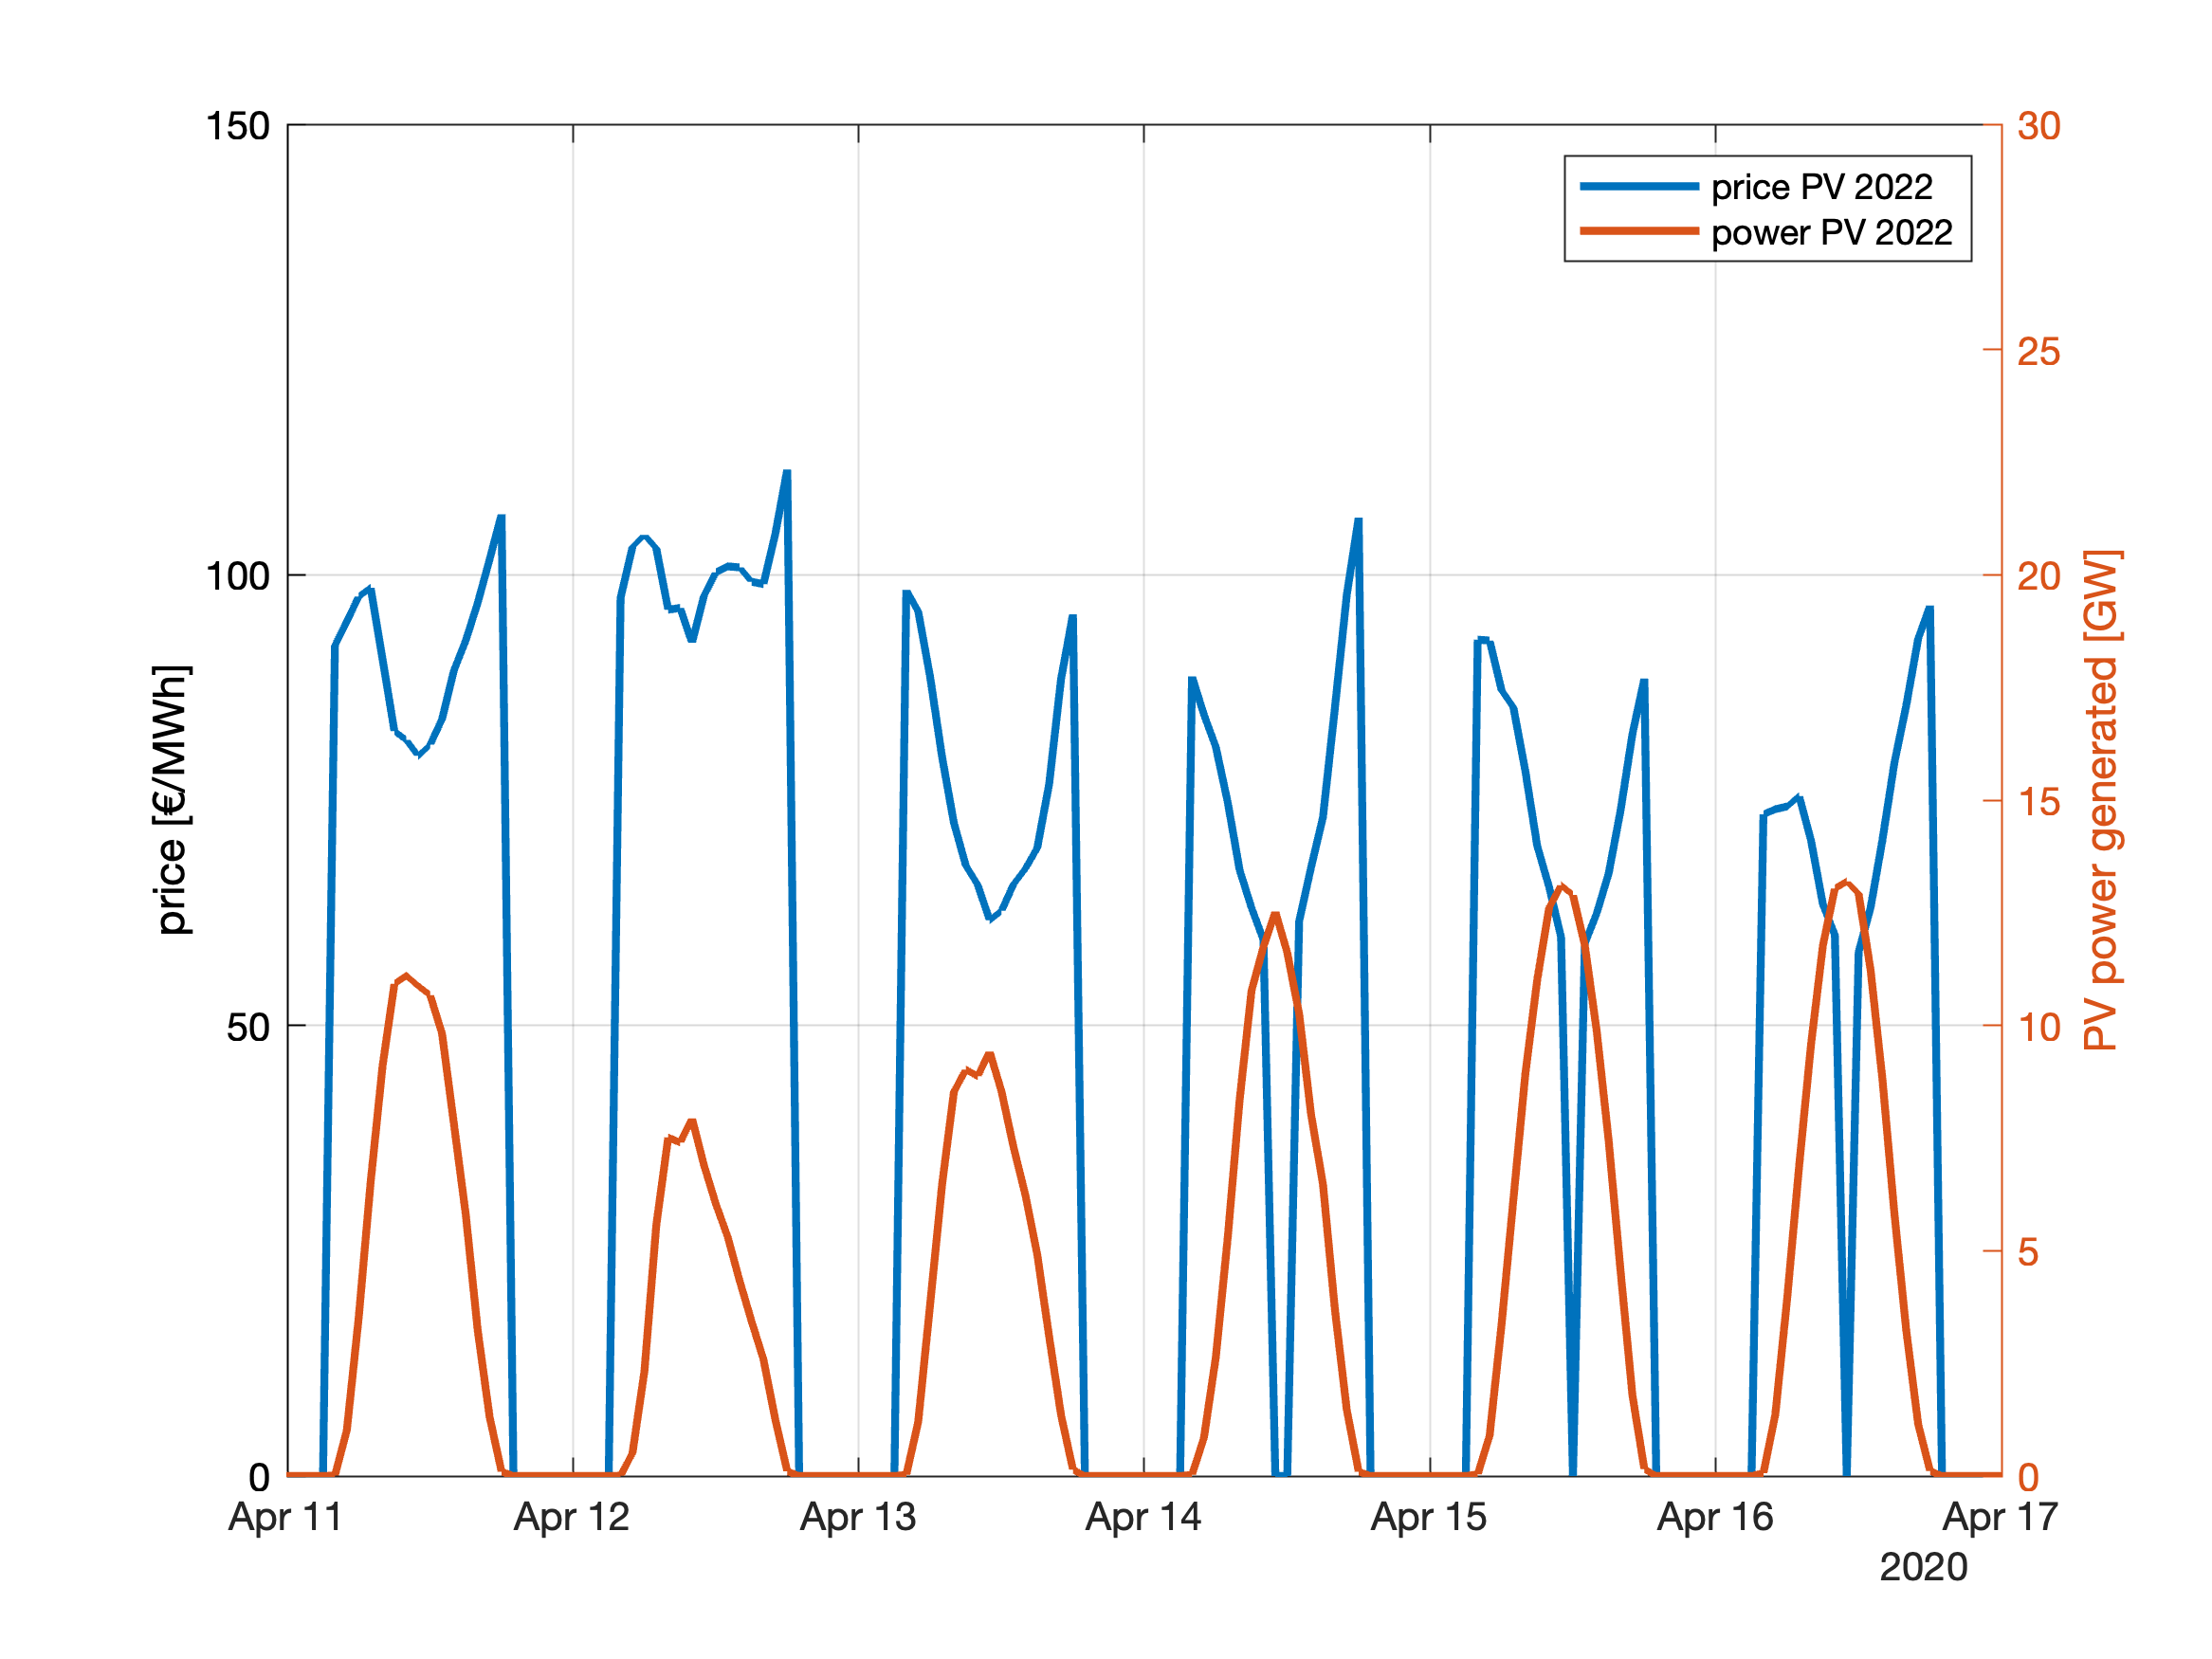 150
100
50
0
price [€/MWh]
30
25
20
15
10
5
0
PV power generated [GW]
price PV 2022
power PV 2022
Apr 11 Apr 12 Apr 13 Apr 14 Apr 15 Apr 16 Apr 17
2020